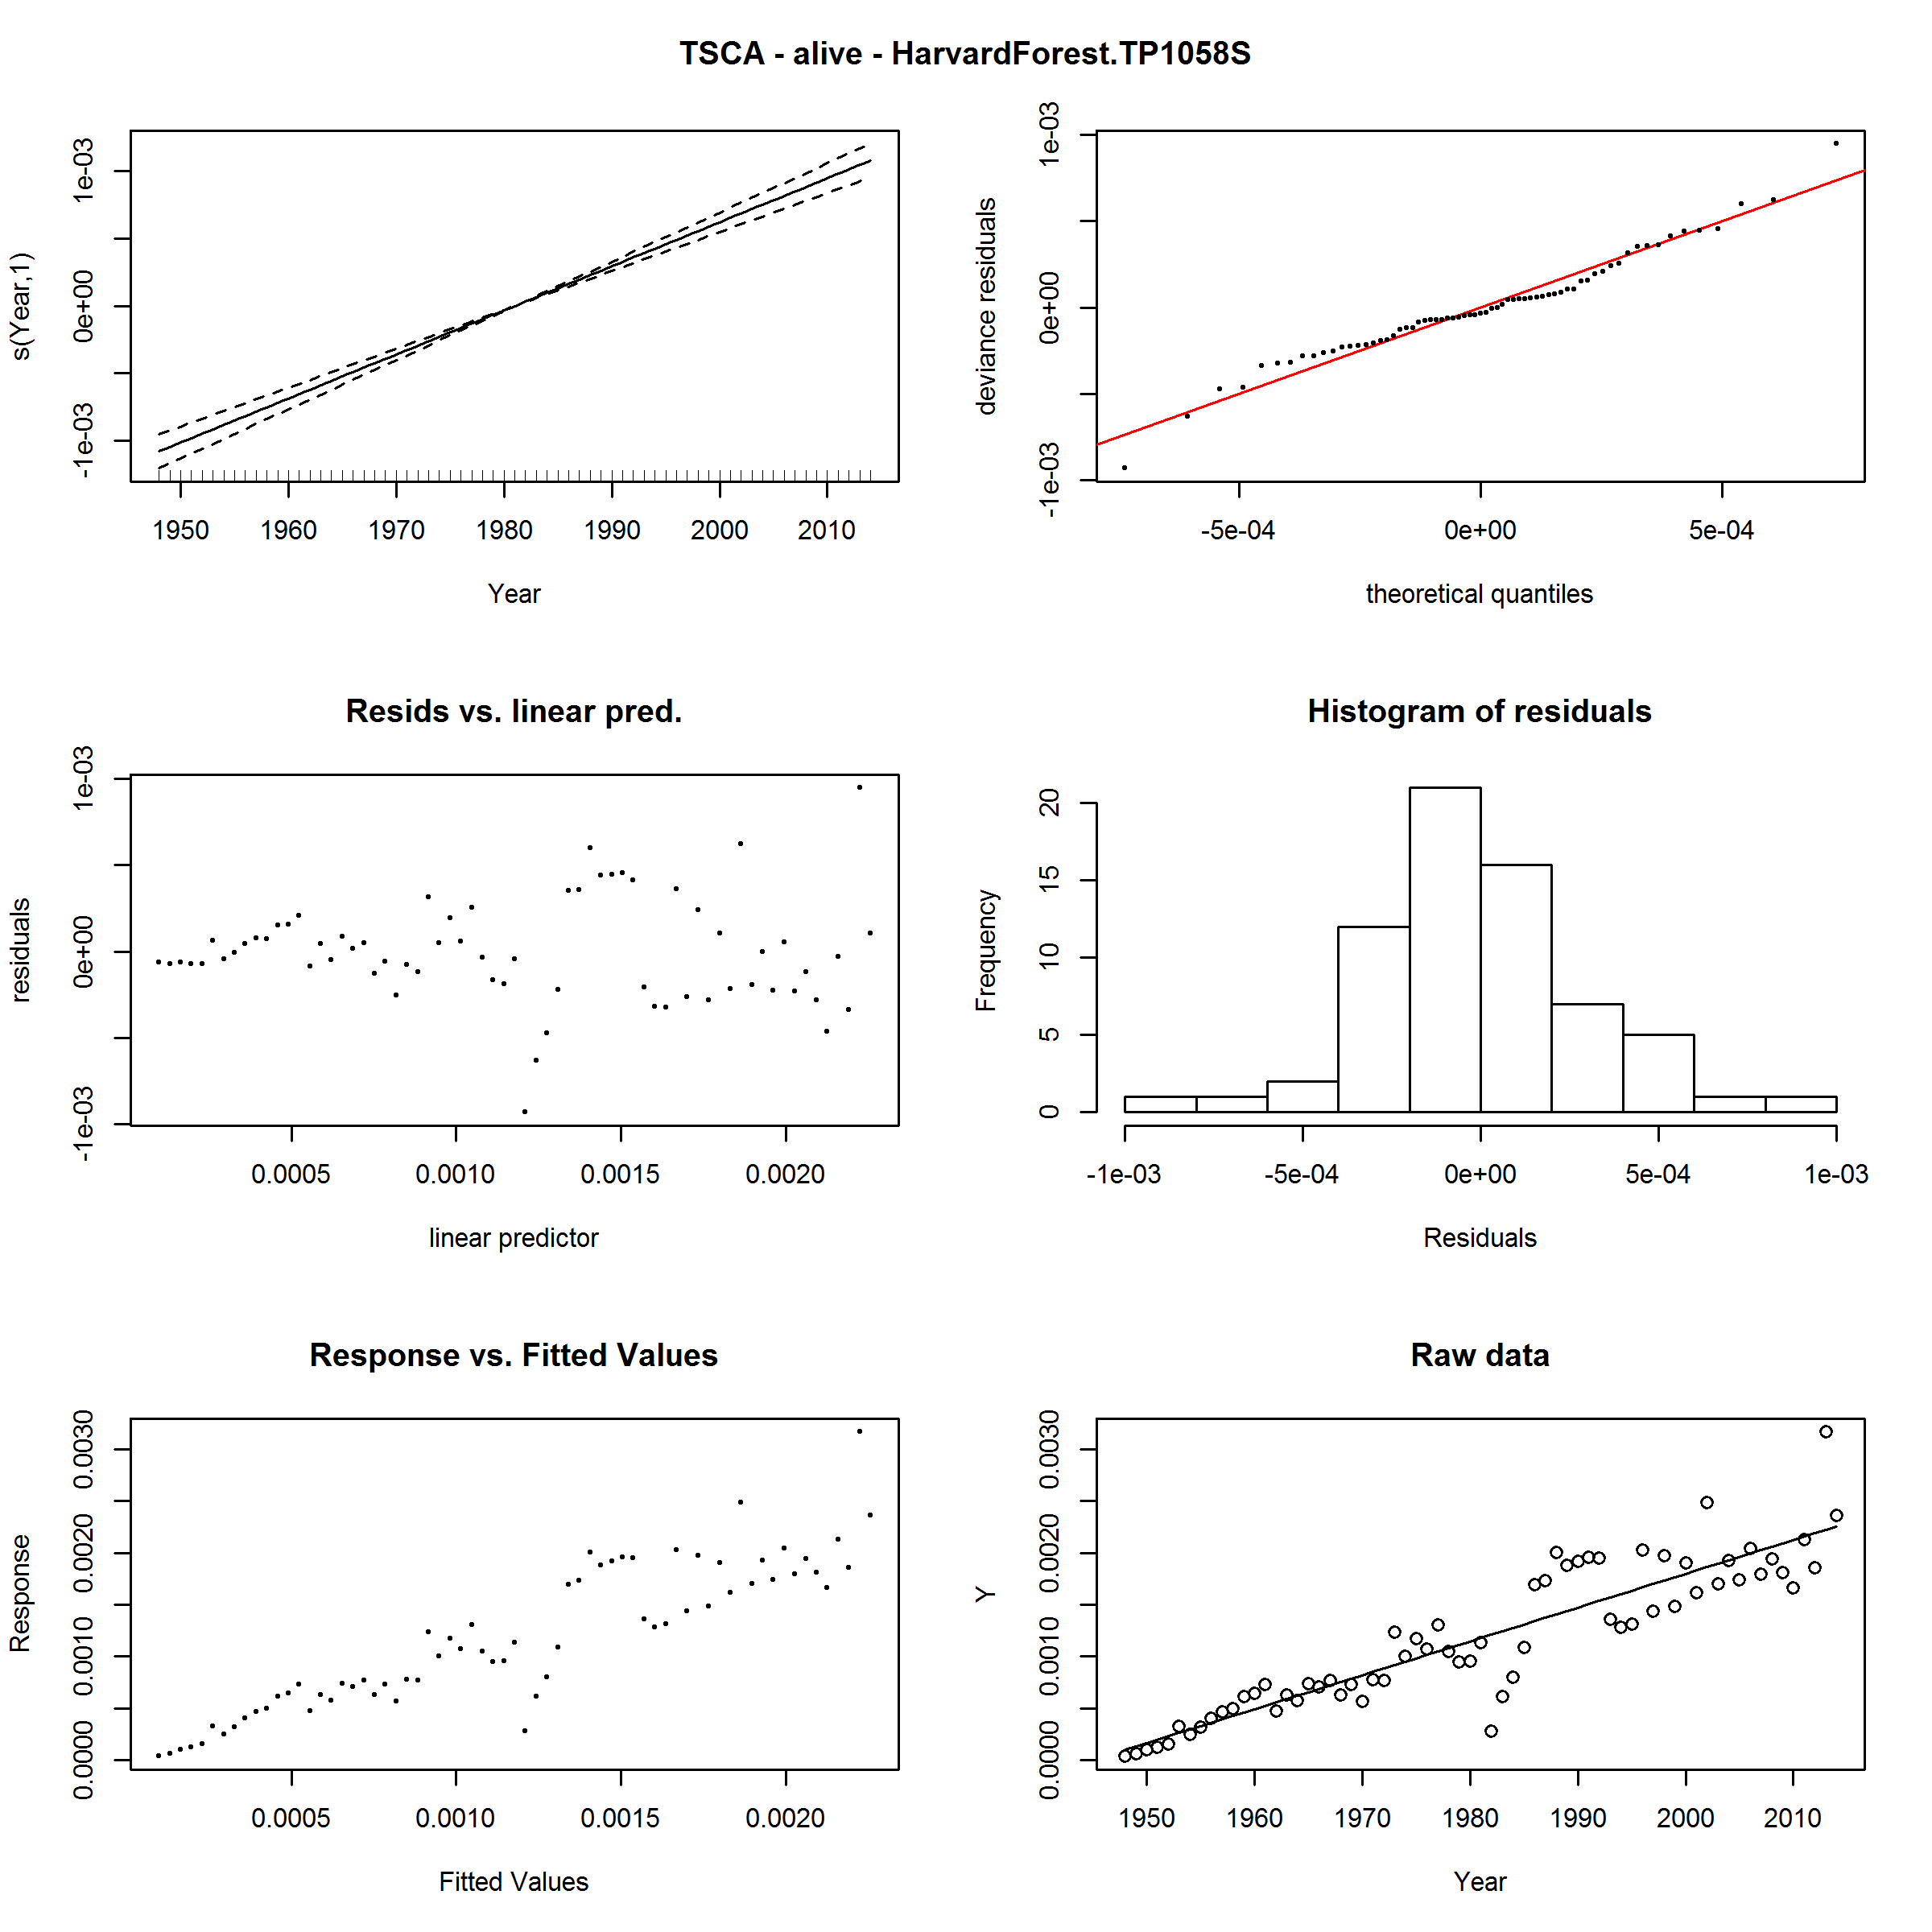 TSCA - alive - HarvardForest.TP1058S
s(Year,1)
-1e-03 0e+00 1e-03
1950 1960 1970 1980 1990 2000 2010
Year
deviance residuals
-1e-03 0e+00 1e-03
-5e-04 0e+00 5e-04
theoretical quantiles
Resids vs. linear pred.
residuals
-1e-03 0e+00 1e-03
0.0005 0.0010 0.0015 0.0020
linear predictor
Histogram of residuals
Frequency
0 5 10 15 20
-1e-03 -5e-04 0e+00 5e-04 1e-03
Residuals
Response vs. Fitted Values
Response
0.0000 0.0010 0.0020 0.0030
0.0005 0.0010 0.0015 0.0020
Fitted Values
Raw data
Y
0.0000 0.0010 0.0020 0.0030
1950 1960 1970 1980 1990 2000 2010
Year